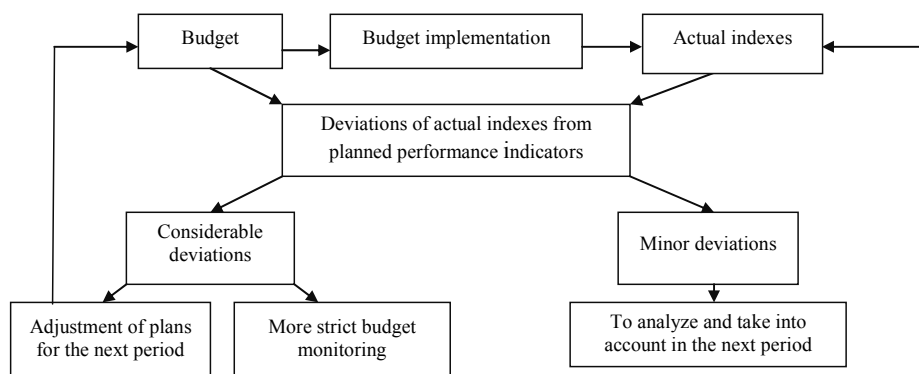 Budget
Budget implementation
Actual indexes
Deviations of actual indexes from
planned performance indicators
Considerable
deviations
Minor deviations
Adjustment of plans
for the next period
More strict budget
monitoring
To analyze and take into
account in the next period